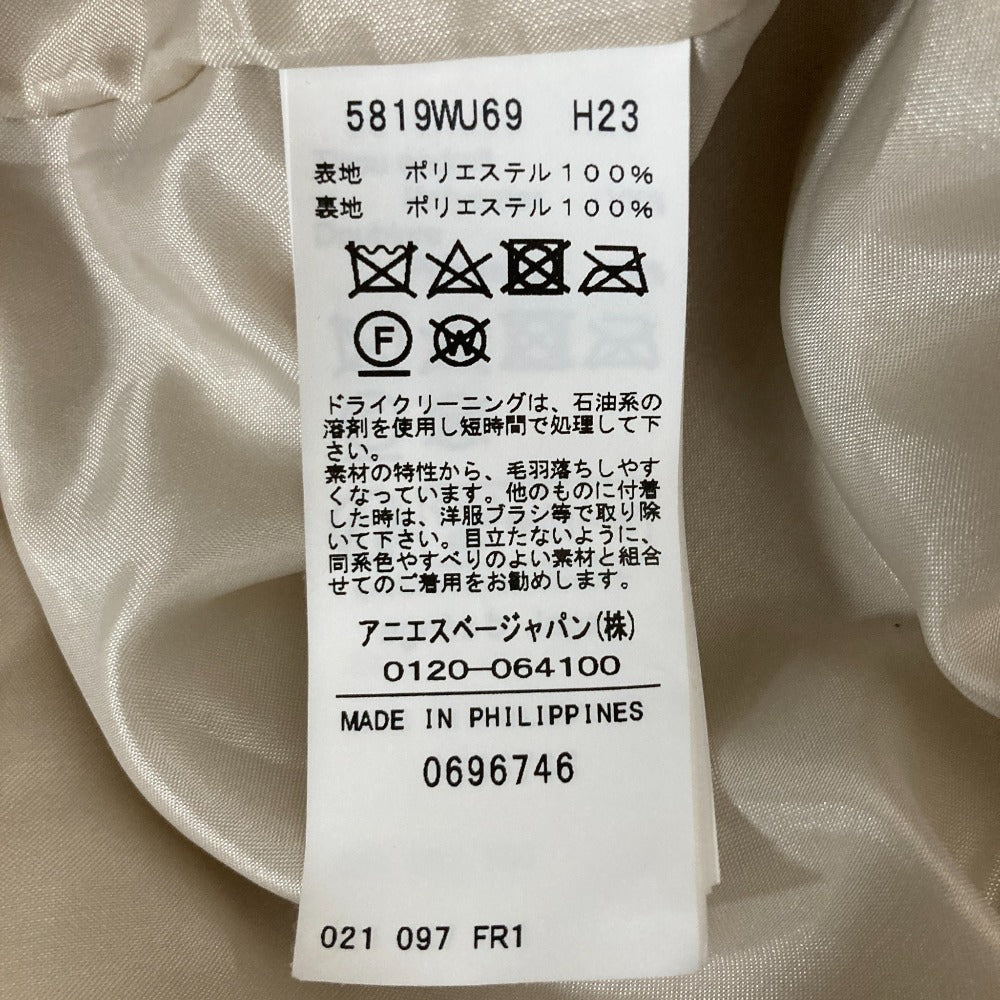 5819WU69 H23
表地 ポリエステル100%
裏地 ポリエステル100%
F W
ドライクリーニングは、石油系の
溶剤を使用し短時間で処理して下
さい。
素材の特性から、毛羽落ちしやす
くなっています。他のものに付着
した時は、洋服ブラシ等で取り除
いて下さい。目立たないように、
同系色やすべりのよい素材と組合
せてのご着用をお勧めします。
アニエスベージャパン(株)
0120-064100
MADE IN PHILIPPINES
0696746
021 097 FR1